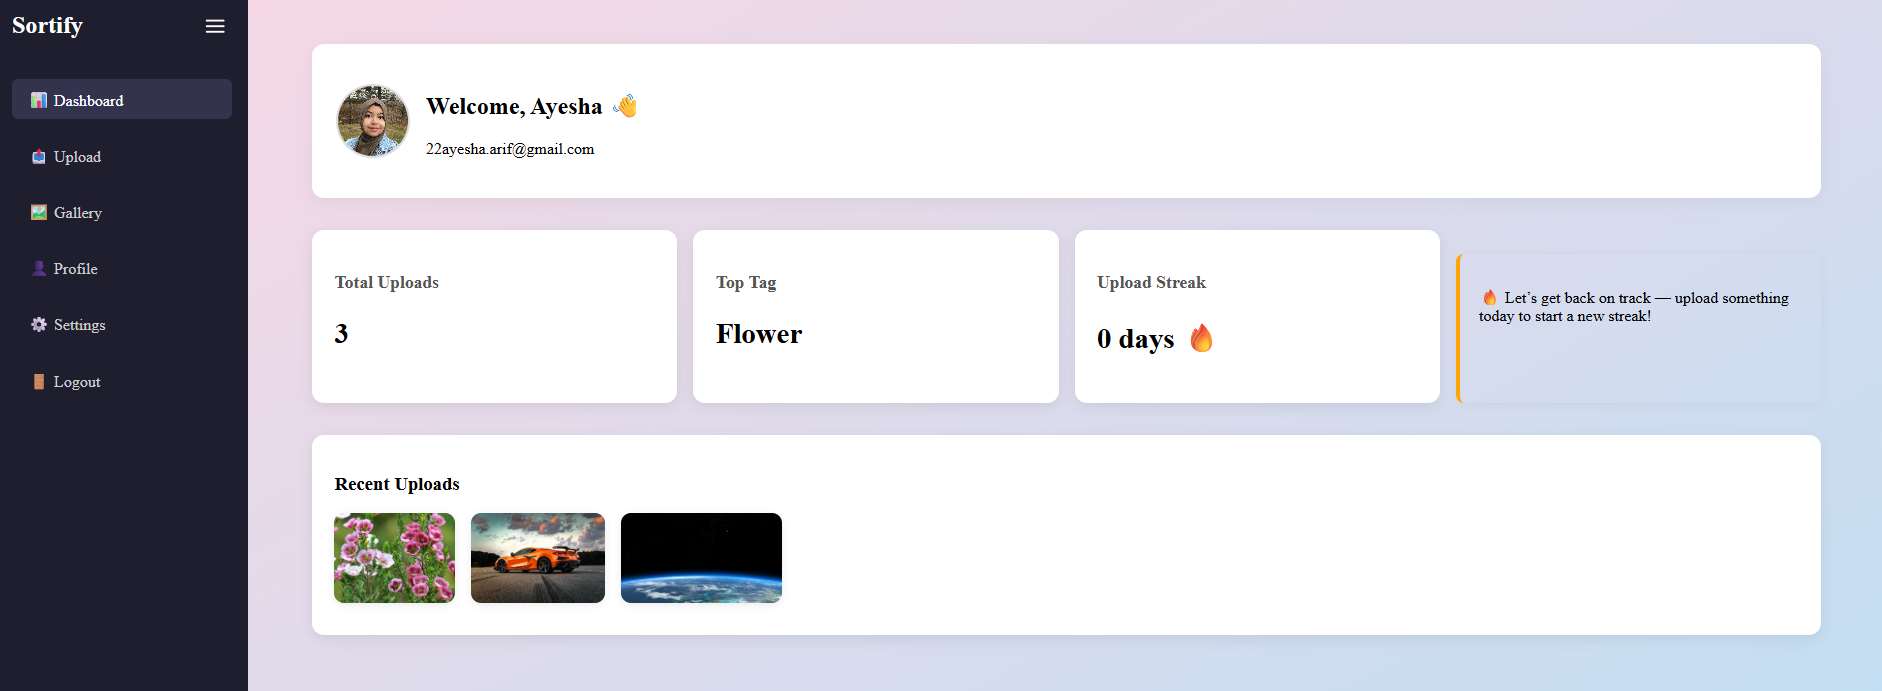 Sortify
Dashboard
Upload
Gallery
Profile
Settings
Logout
Welcome, Ayesha 👋
22ayesha.arif@gmail.com
Total Uploads
3
Top Tag
Flower
Upload Streak
0 days 🔥
🔥 Let’s get back on track — upload something
today to start a new streak!
Recent Uploads